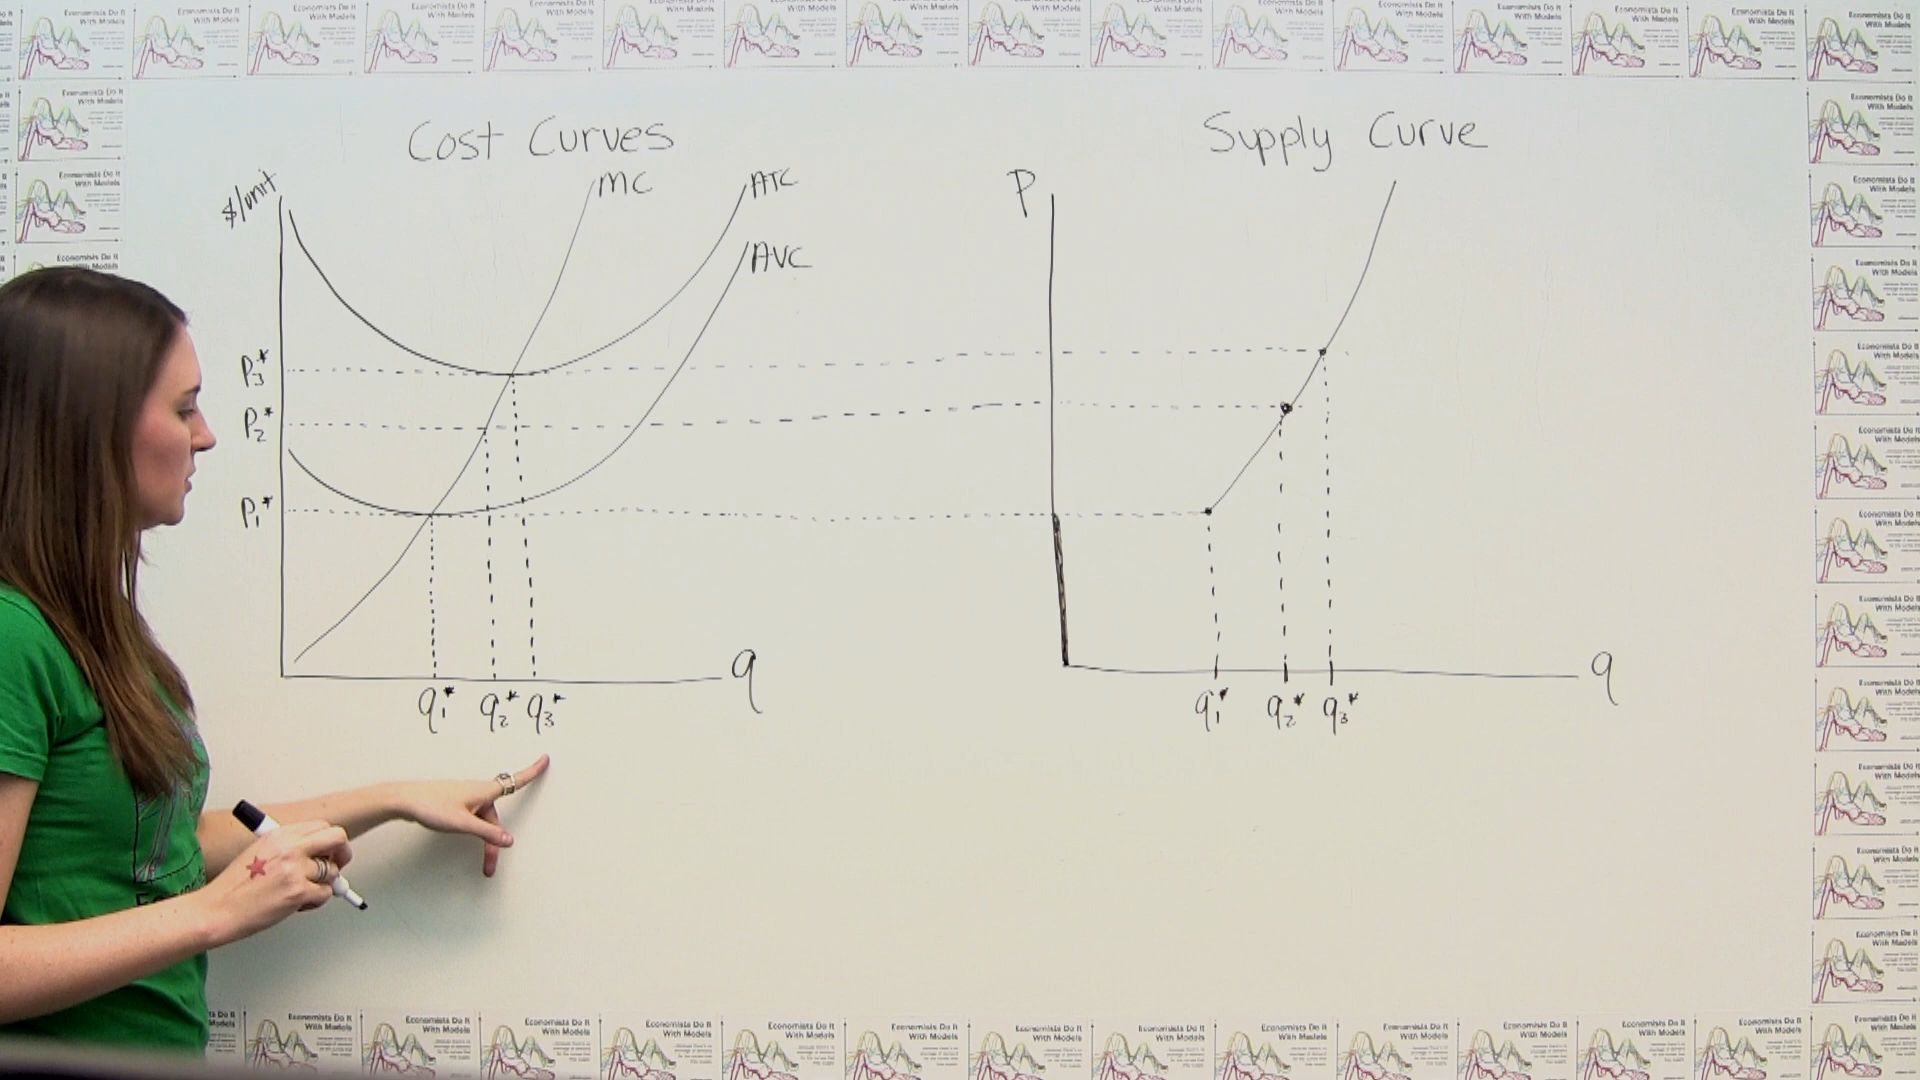 Economists Do It
With Models
Cost Curves
Supply Curve
$/unit
MC
ATC
AVC
P
P3*
P2*
P1*
q
q
q1* q2* q3*
q1* q2* q3*